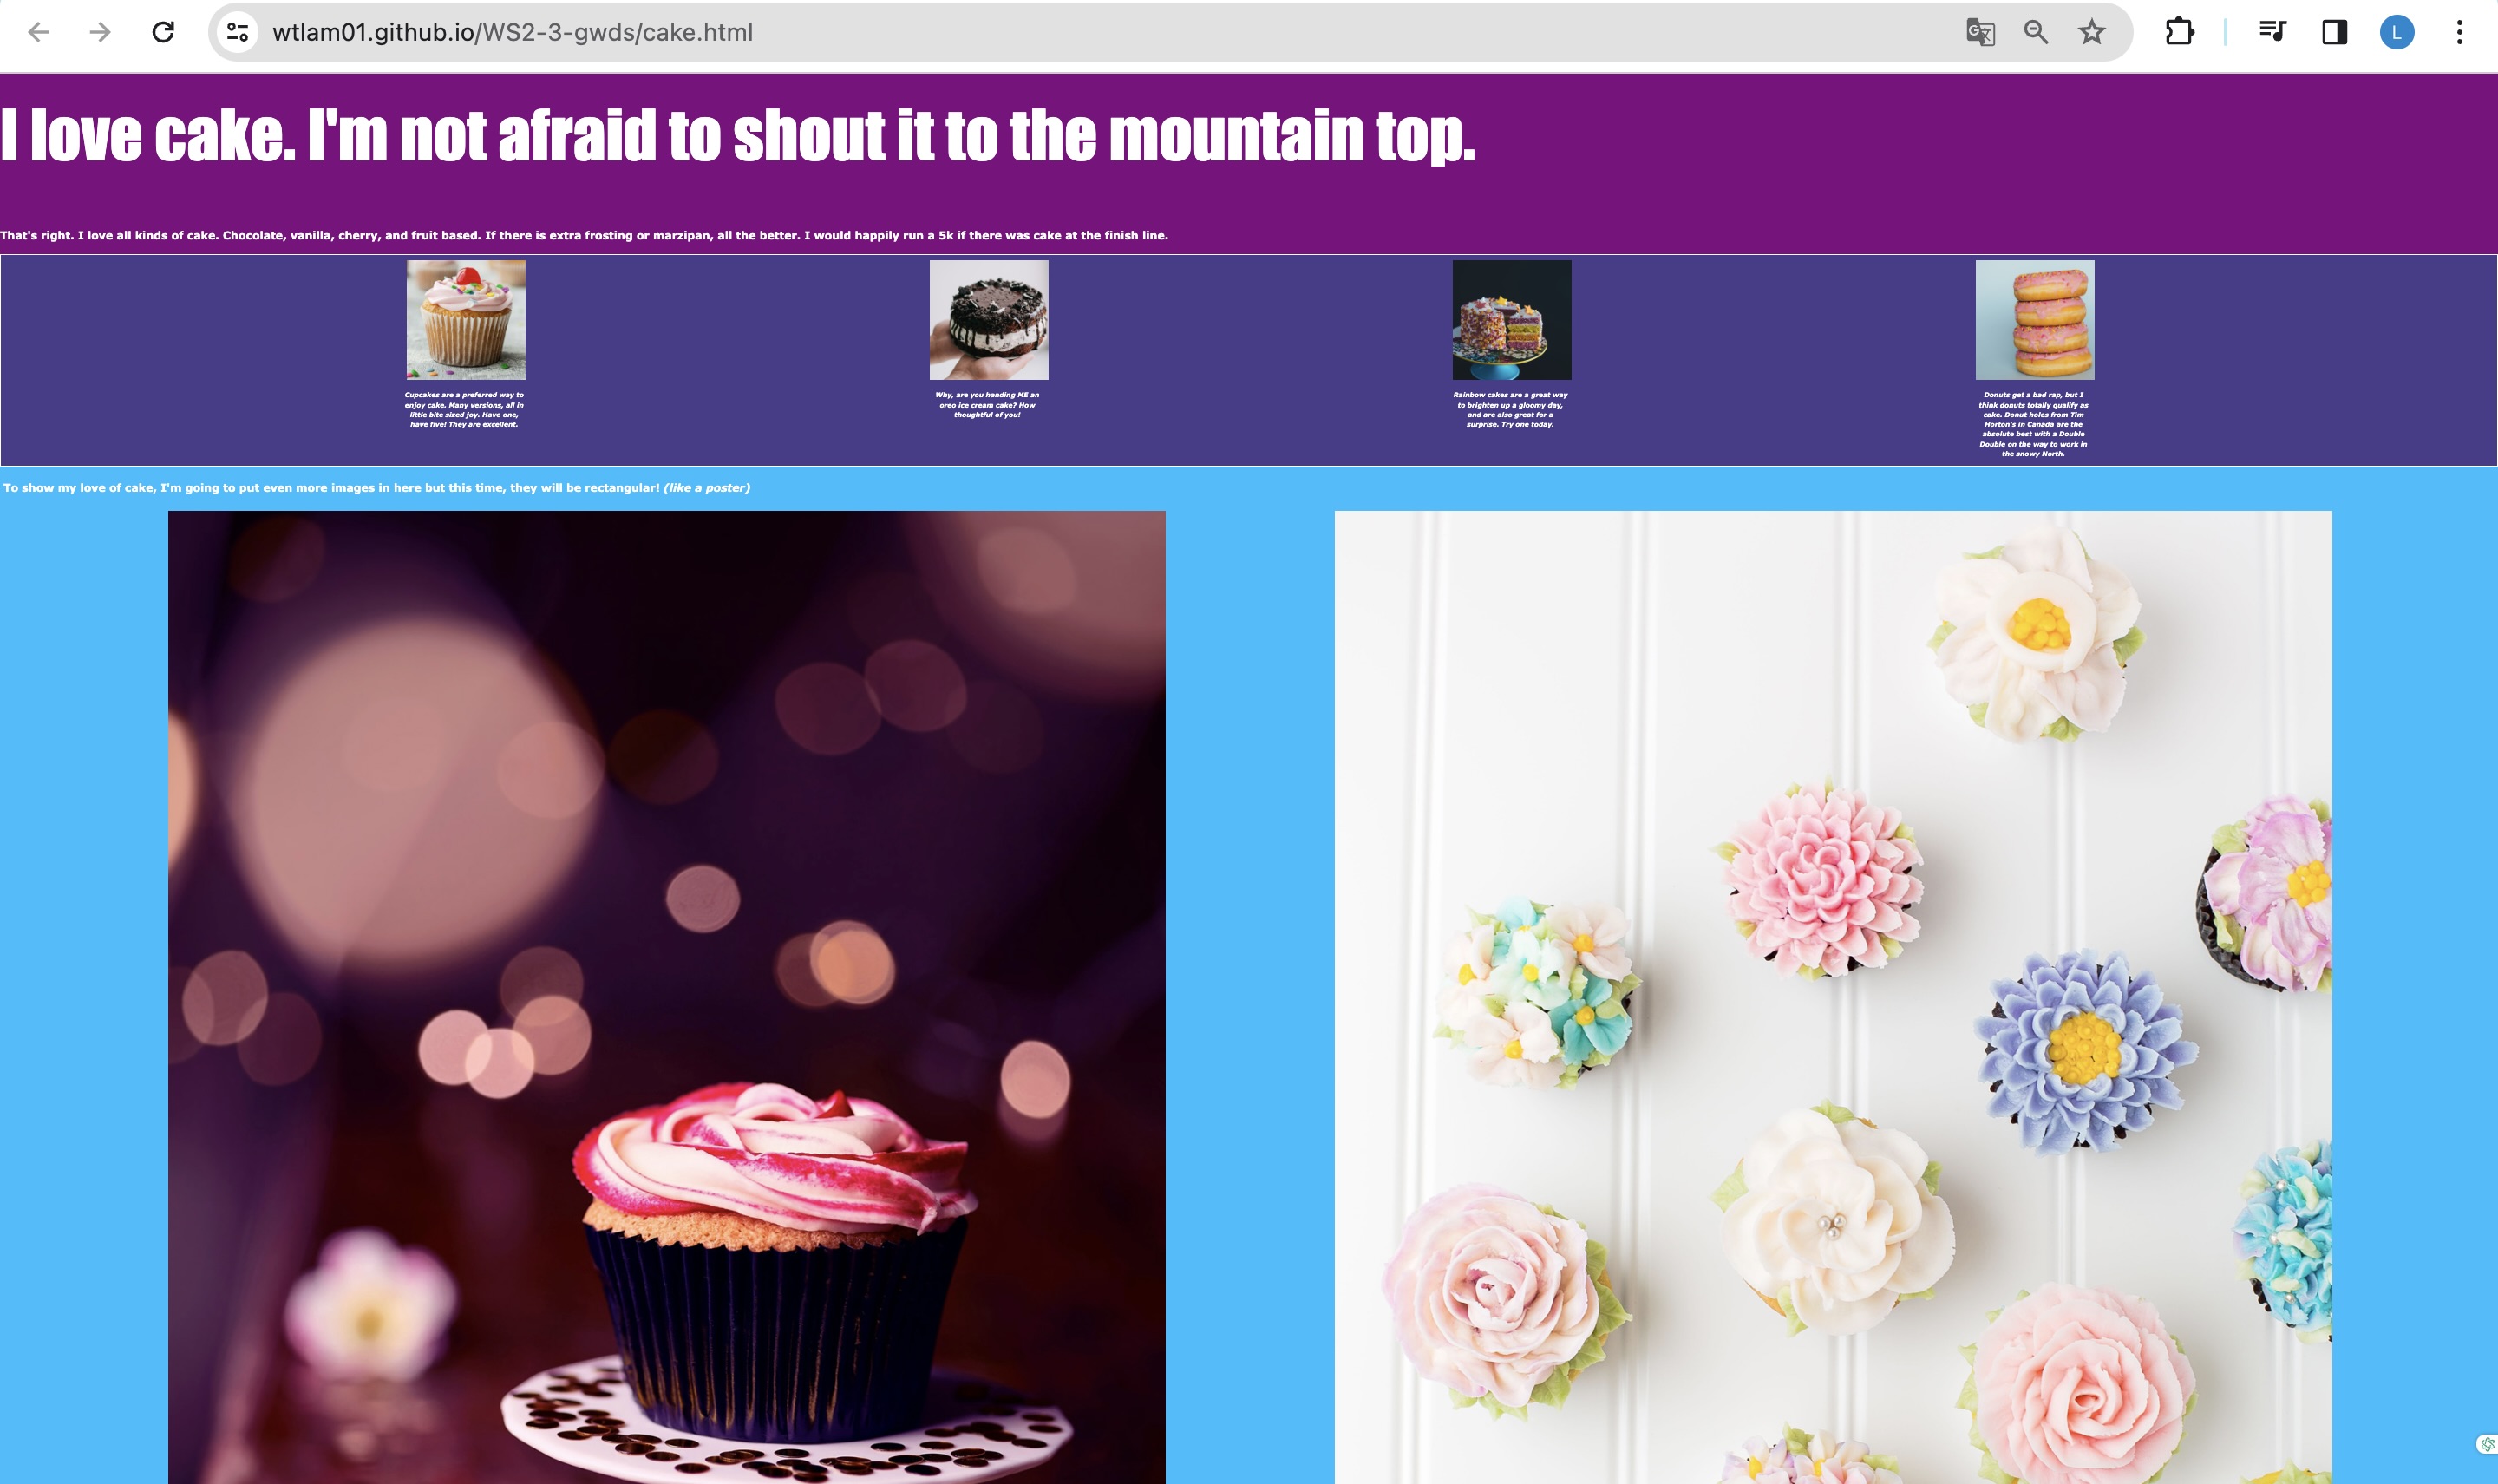 wtlam01.github.io/WS2-3-gwds/cake.html
L
I love cake. I'm not afraid to shout it to the mountain top.
That's right. I love all kinds of cake. Chocolate, vanilla, cherry, and fruit based. If there is extra frosting or marzipan, all the better. I would happily run a 5k if there was cake at the finish line.
Cupcakes are a preferred way to
enjoy cake. Many versions, all in
little bite sized joy. Have one,
have five! They are excellent.
Why, are you handing ME an
oreo ice cream cake? How
thoughtful of you!
Rainbow cakes are a great way
to brighten up a gloomy day,
and are also great for a
surprise. Try one today.
Donuts get a bad rap, but I
think donuts totally qualify as
cake. Donut holes from Tim
Horton's in Canada are the
absolute best with a Double
Double on the way to work in
the snowy North.
To show my love of cake, I'm going to put even more images in here but this time, they will be rectangular! (like a poster)